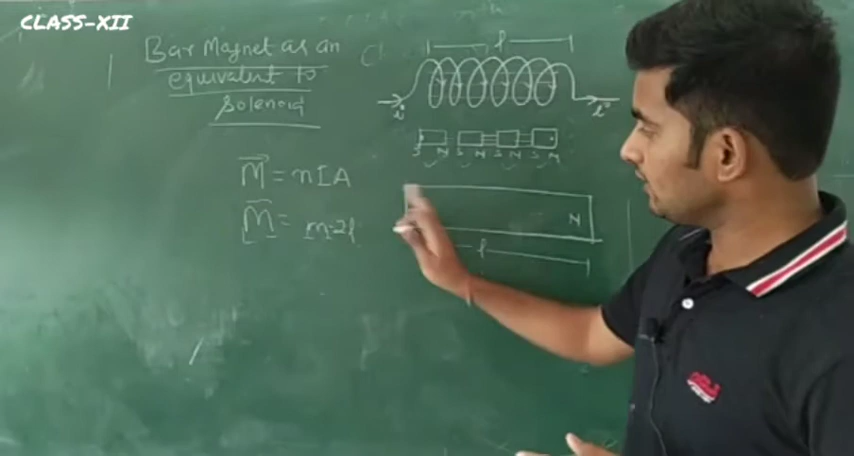 CLASS-XII
Bar Magnet as an
equivalent to
Solenoid
l
i i
S N S N S N S N
M = nIA
M = m·2l
N
l